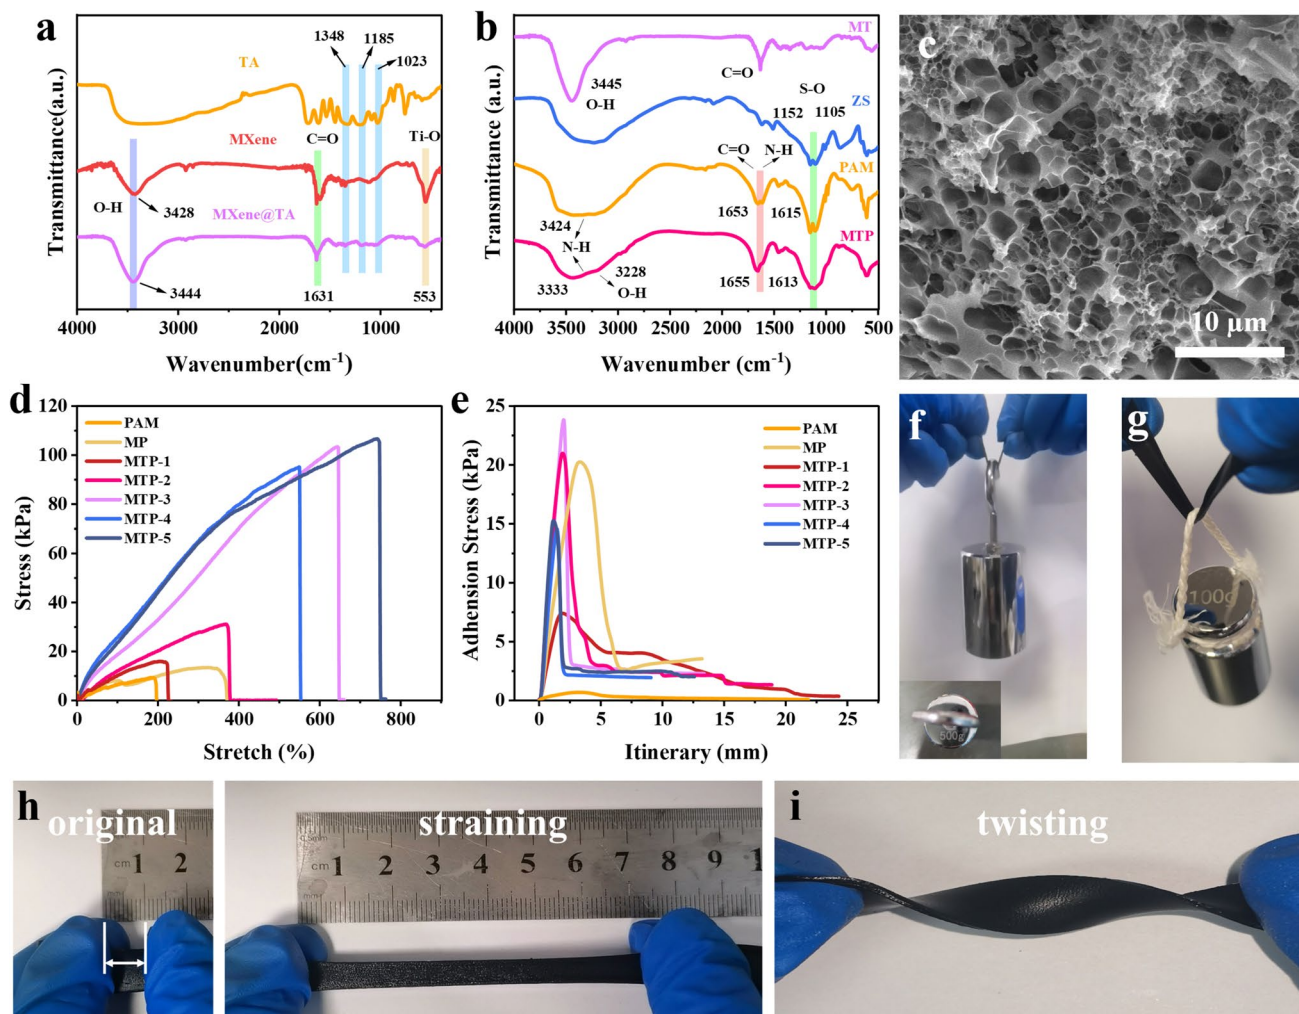 a
1348
1185
1023
TA
MXene
C=O
Ti-O
O-H
3428
MXene@TA
3444
1631
553
4000
3000
2000
1000
Wavenumber(cm-1)
Transmittance(a.u.)
b
MT
3445
O-H
C=O
S-O
ZS
1152
1105
C=O
N-H
PAM
3424
1653
1615
N-H
MTP
3228
3333
O-H
1655
1613
4000
3500
3000
2500
2000
1500
1000
500
Wavenumber (cm-1)
Transmittance (a.u.)
c
10 μm
d
120
100
80
60
40
20
0
PAM
MP
MTP-1
MTP-2
MTP-3
MTP-4
MTP-5
0
200
400
600
800
Stretch (%)
Stress (kPa)
e
25
20
15
10
5
0
PAM
MP
MTP-1
MTP-2
MTP-3
MTP-4
MTP-5
0
5
10
15
20
25
Itinerary (mm)
Adhension Stress (kPa)
f
500g
g
100g
h
original
cm 1 2
straining
0.5mm
cm 1 2 3 4 5 6 7 8 9 1
i
twisting